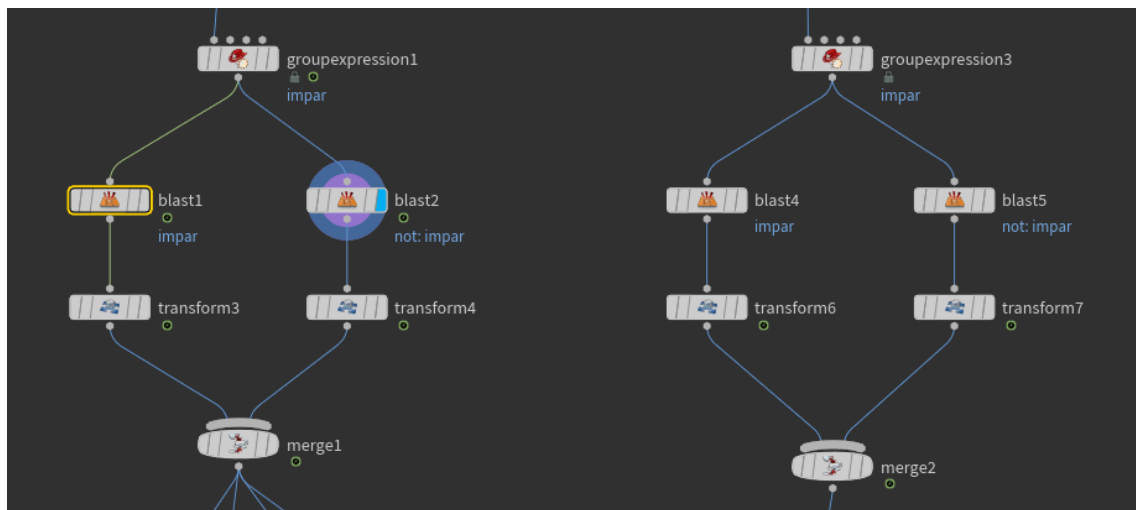 groupexpression1
impar
groupexpression3
impar
blast1
impar
blast2
not: impar
blast4
impar
blast5
not: impar
transform3
transform4
transform6
transform7
merge1
merge2